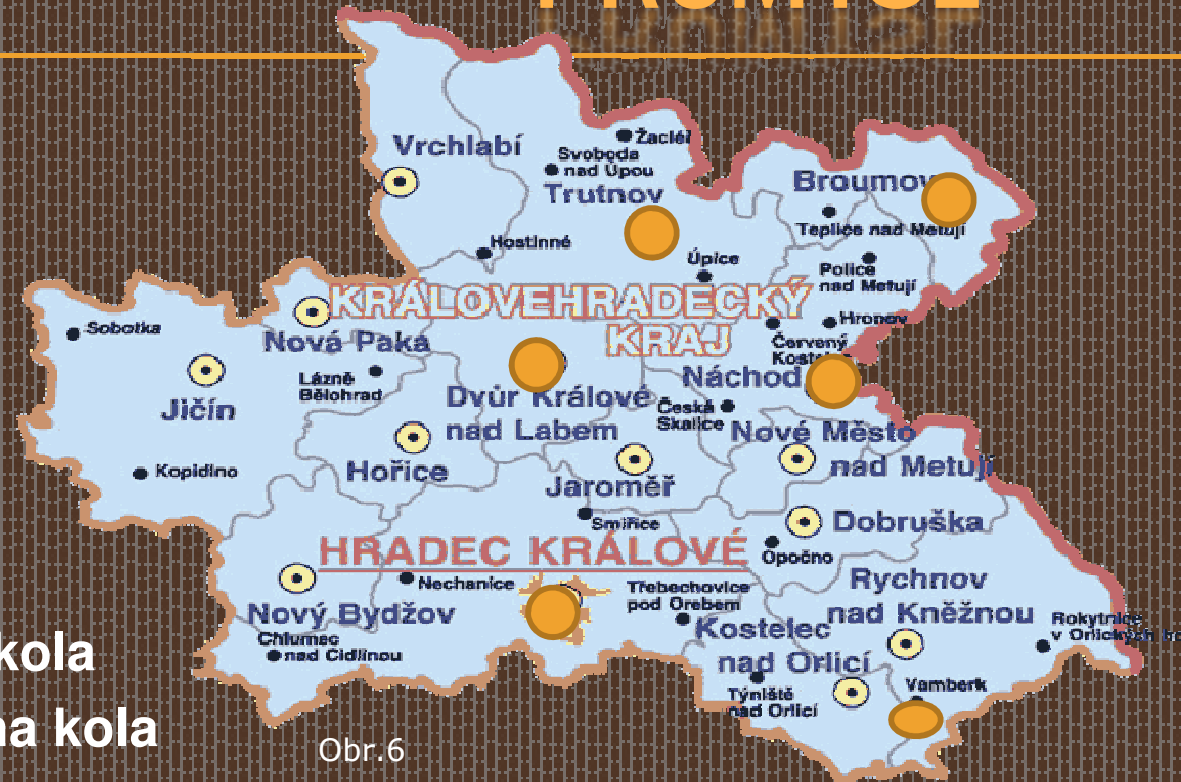 PRŮMYSL
Vrchlabí
Žacléř
Svoboda
nad Úpou
Trutnov
Broumov
Teplice nad Metují
Hostinné
Úpice
Police
nad Metují
KRÁLOVEHRADECKÝ
KRAJ
Hronov
Sobotka
Nová Paka
Červený
Lázně
Bělohrad
Náchod
Jičín
Dvůr Králové
nad Labem
Česká
Skalice
Nové Město
nad Metují
Kopidlno
Hořice
Jaroměř
Smiřice
Dobruška
HRADEC KRÁLOVÉ
Opočno
Nechanice
Třebechovice
pod Orebem
Rychnov
nad Kněžnou
Nový Bydžov
Chlumec
nad Cidlinou
Kostelec
nad Orlicí
Rokytnice
v Orlických
Týniště
nad Orlicí
Vamberk
kola
na kola
Obr.6